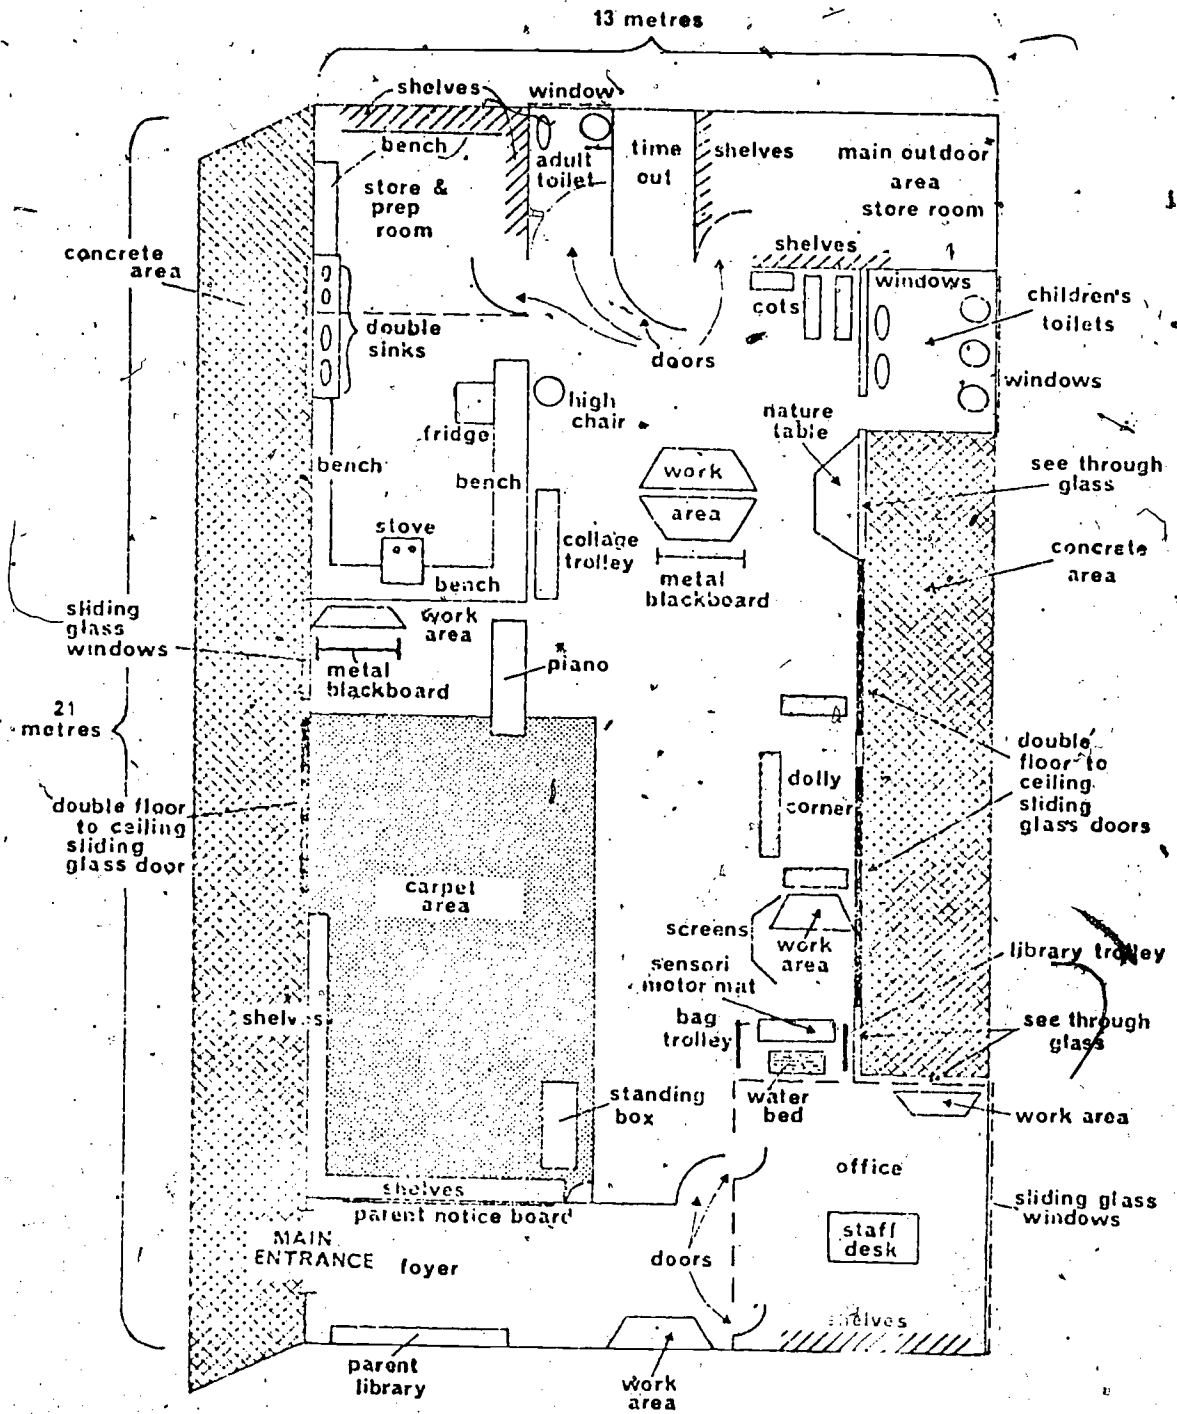 13 metres
shelves
window
bench
adult
toilet
time
out
shelves
main outdoor
area
store room
store &
prep
room
concrete
area
shelves
windows
cots
children's
toilets
double
sinks
doors
windows
high
chair
nature
table
fridge
bench
bench
work
area
see through
glass
stove
collage
trolley
metal
blackboard
concrete
area
bench
sliding
glass
windows
work
area
metal
blackboard
piano
21
metres
double
floor to
ceiling
sliding
glass doors
dolly
corner
double floor
to ceiling
sliding
glass door
carpet
area
screens
work
area
library trolley
sensori
motor mat
bag
trolley
shelves
see through
glass
standing
box
water
bed
work area
office
shelves
parent notice board
sliding glass
windows
MAIN
ENTRANCE
foyer
doors
staff
desk
shelves
parent
library
work
area